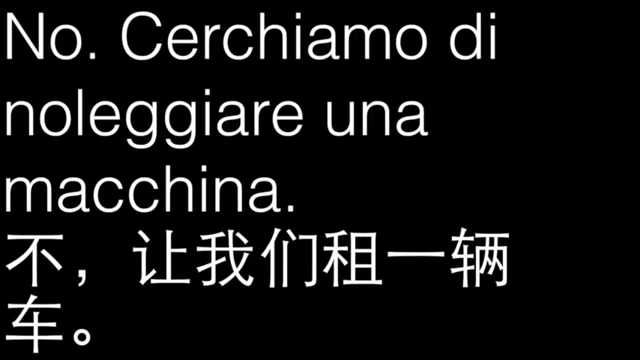 No. Cerchiamo di
noleggiare una
macchina.
不，让我们租一辆
车。